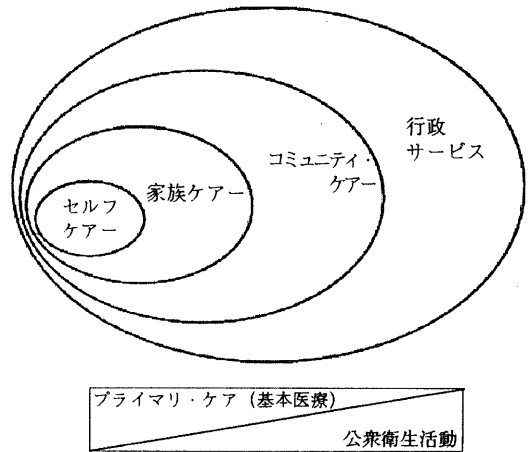 行政
サービス
コミュニティ・
ケアー
家族ケアー
セルフ
ケアー
プライマリ・ケア (基本医療)
公衆衛生活動